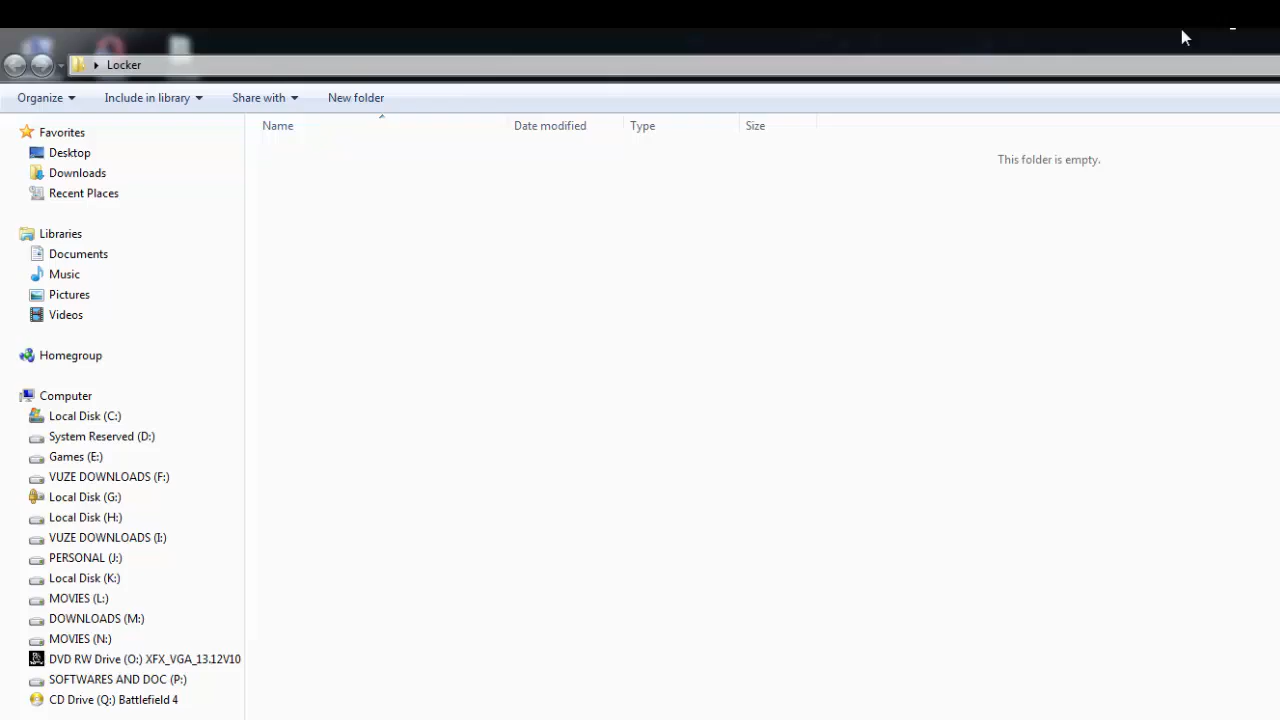 Locker
Organize Include in library Share with New folder
Name Date modified Type Size
This folder is empty.
Favorites
Desktop
Downloads
Recent Places
Libraries
Documents
Music
Pictures
Videos
Homegroup
Computer
Local Disk (C:)
System Reserved (D:)
Games (E:)
VUZE DOWNLOADS (F:)
Local Disk (G:)
Local Disk (H:)
VUZE DOWNLOADS (I:)
PERSONAL (J:)
Local Disk (K:)
MOVIES (L:)
DOWNLOADS (M:)
MOVIES (N:)
DVD RW Drive (O:) XFX_VGA_13.12V10
SOFTWARES AND DOC (P:)
CD Drive (Q:) Battlefield 4